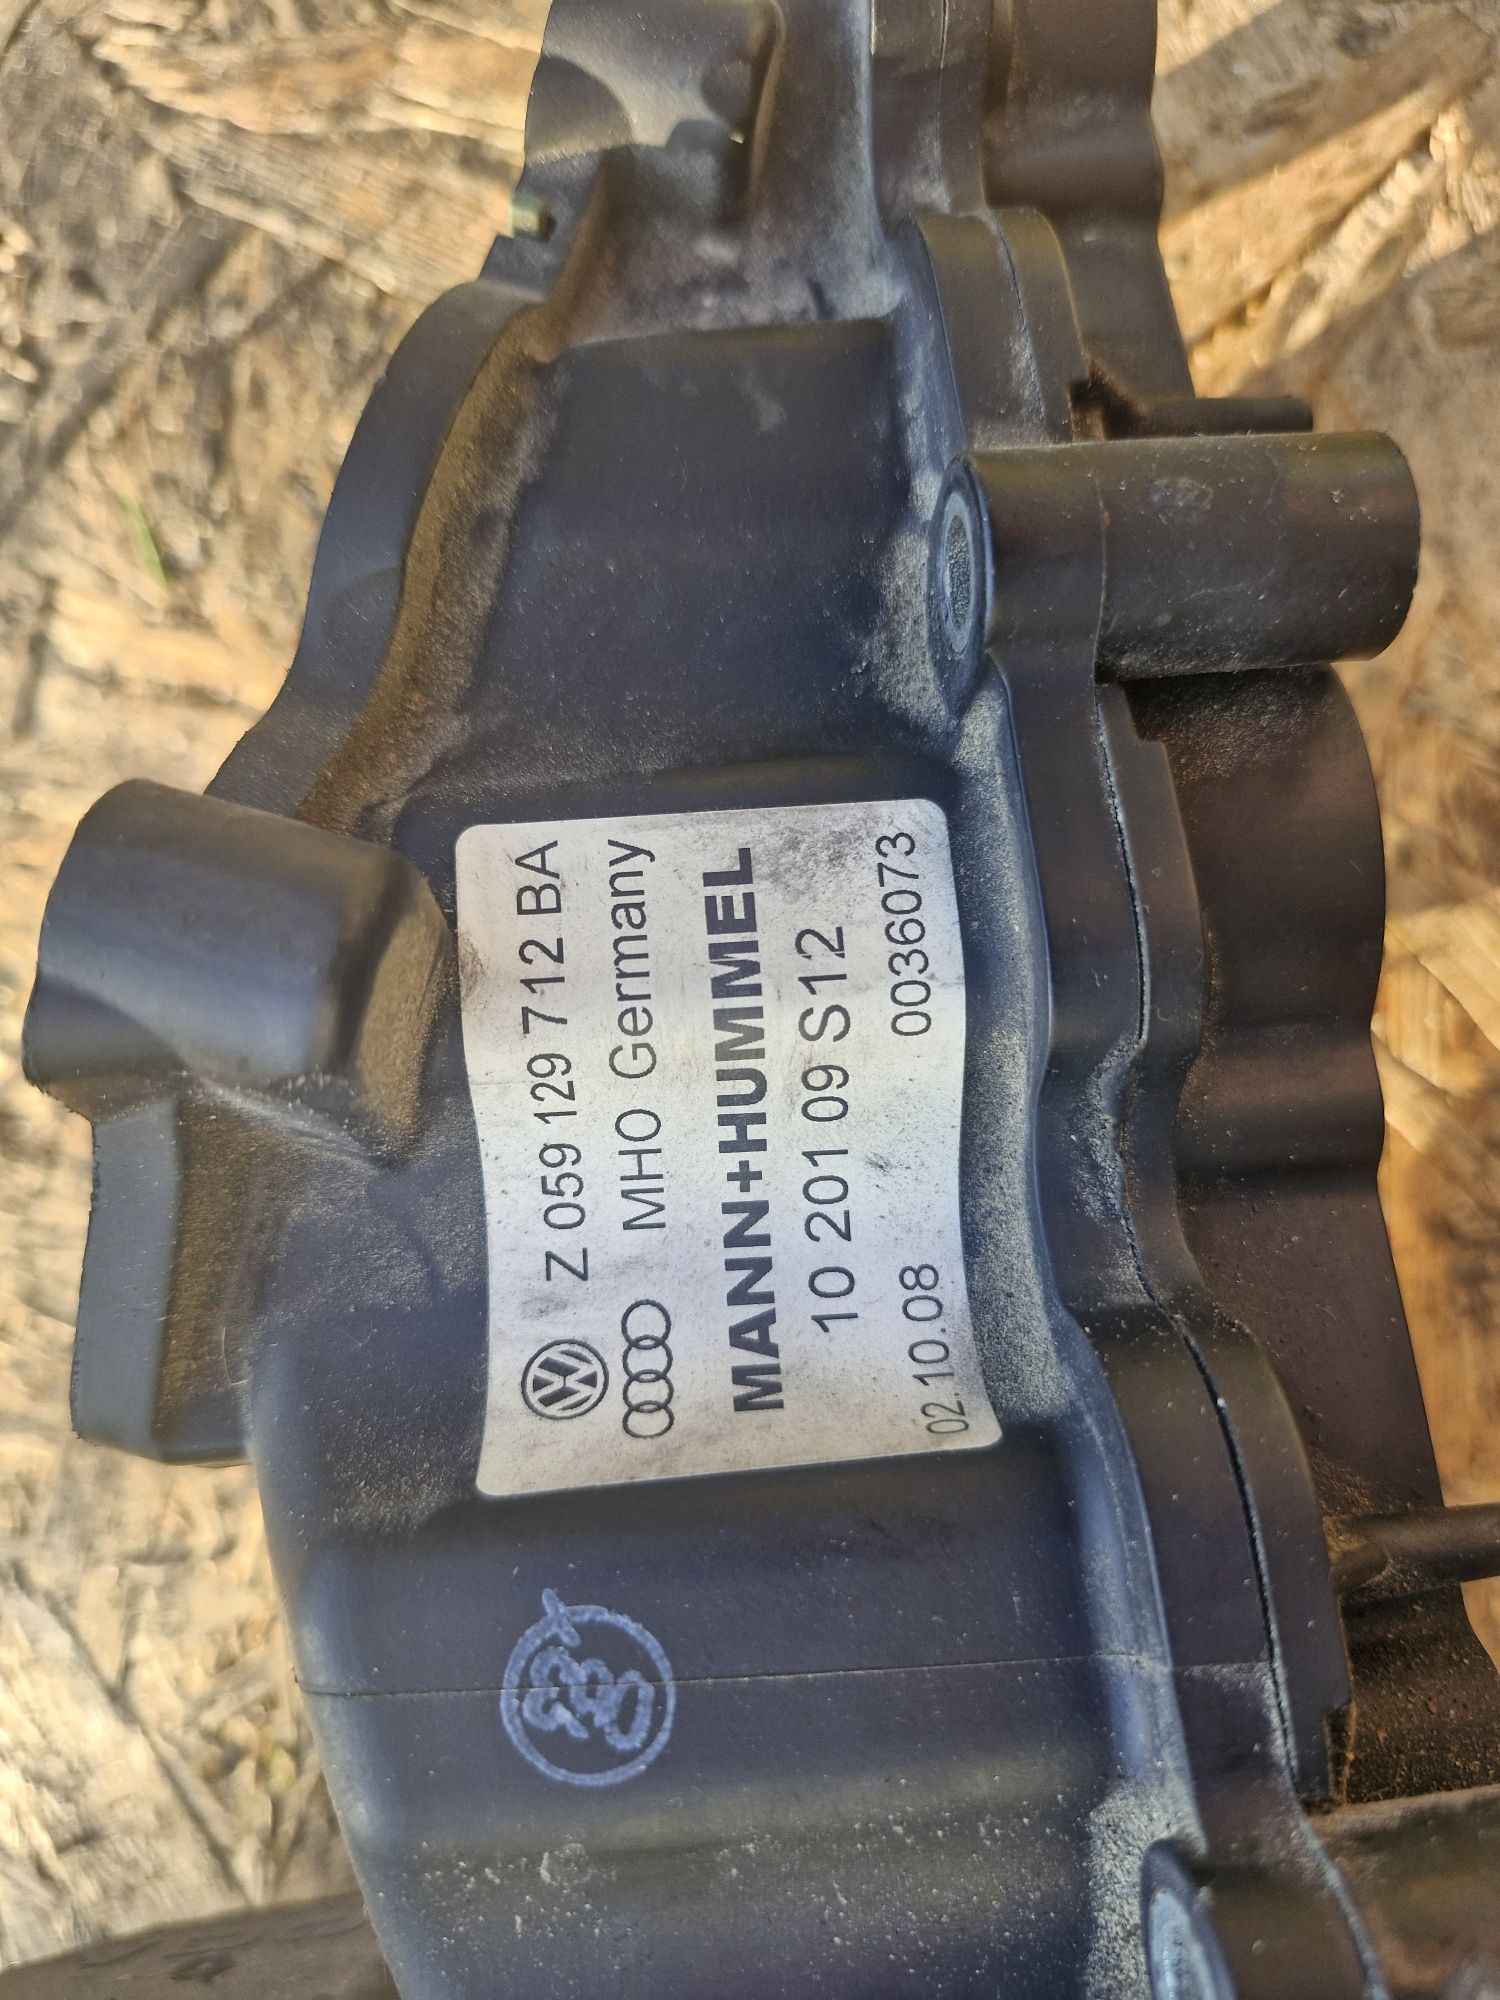 Z 059 129 712 BA
MHO Germany
MANN+HUMMEL
10 201 09 S12
02.10.08 0036073